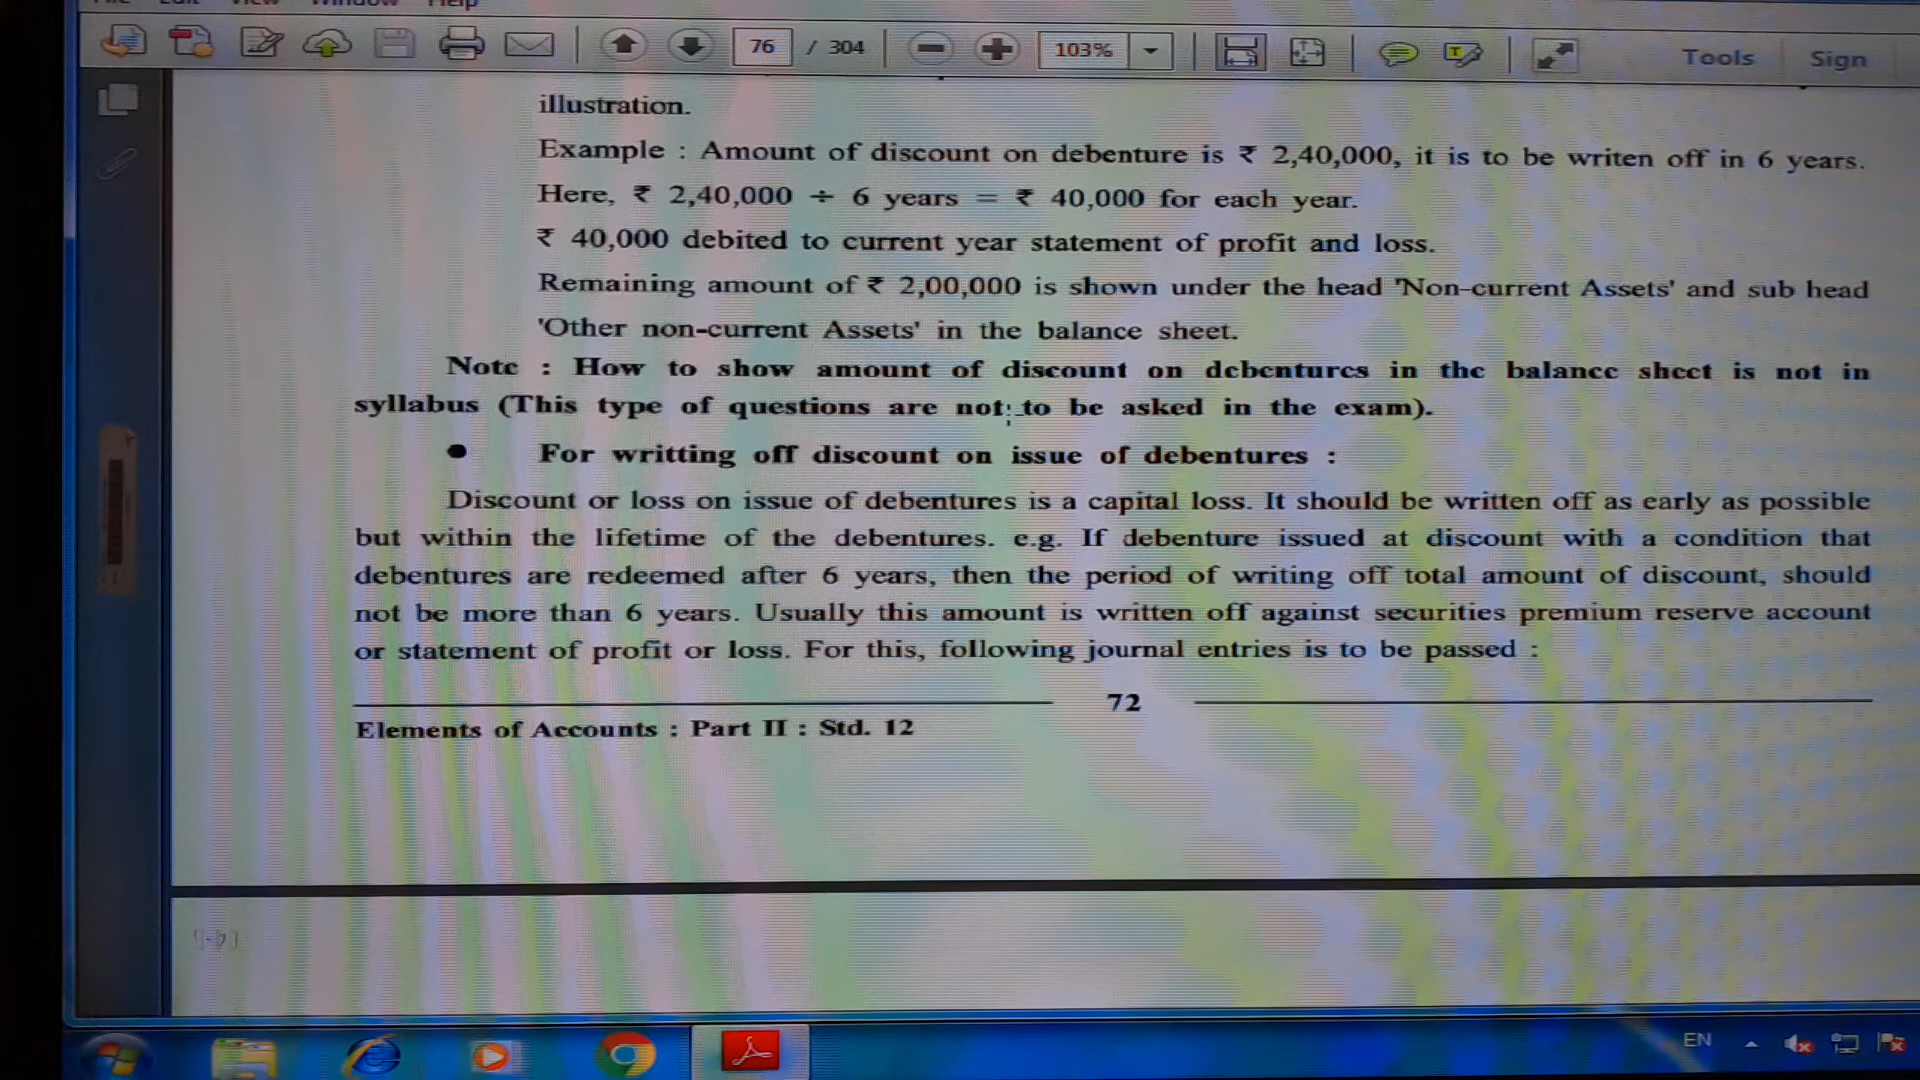 File Edit View Window Help
76 / 304
103%
Tools Sign
illustration.
Example : Amount of discount on debenture is ₹ 2,40,000, it is to be writen off in 6 years.
Here, ₹ 2,40,000 ÷ 6 years = ₹ 40,000 for each year.
₹ 40,000 debited to current year statement of profit and loss.
Remaining amount of ₹ 2,00,000 is shown under the head 'Non-current Assets' and sub head
'Other non-current Assets' in the balance sheet.
Note : How to show amount of discount on debentures in the balance sheet is not in
syllabus (This type of questions are not to be asked in the exam).
● For writting off discount on issue of debentures :
Discount or loss on issue of debentures is a capital loss. It should be written off as early as possible
but within the lifetime of the debentures. e.g. If debenture issued at discount with a condition that
debentures are redeemed after 6 years, then the period of writing off total amount of discount, should
not be more than 6 years. Usually this amount is written off against securities premium reserve account
or statement of profit or loss. For this, following journal entries is to be passed :
72
Elements of Accounts : Part II : Std. 12
EN